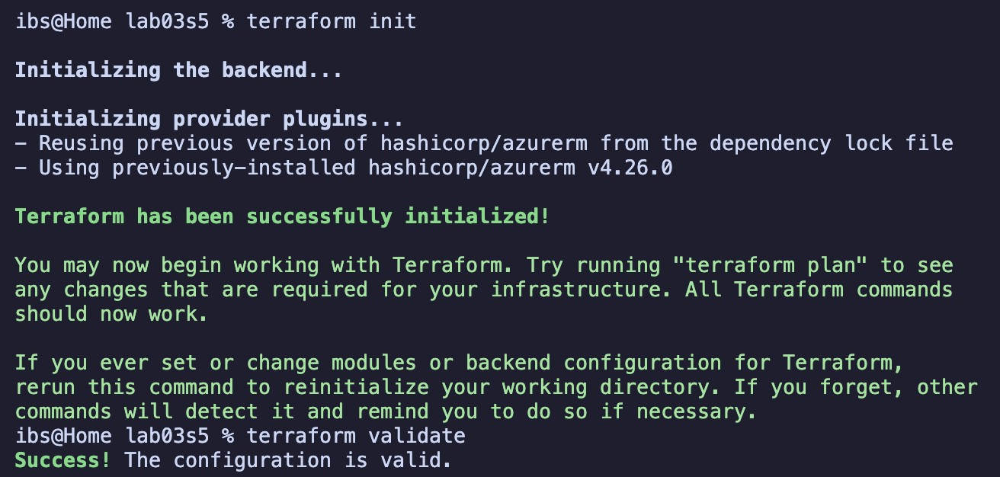 ibs@Home lab03s5 % terraform init
Initializing the backend...
Initializing provider plugins...
- Reusing previous version of hashicorp/azurerm from the dependency lock file
- Using previously-installed hashicorp/azurerm v4.26.0
Terraform has been successfully initialized!
You may now begin working with Terraform. Try running "terraform plan" to see
any changes that are required for your infrastructure. All Terraform commands
should now work.
If you ever set or change modules or backend configuration for Terraform,
rerun this command to reinitialize your working directory. If you forget, other
commands will detect it and remind you to do so if necessary.
ibs@Home lab03s5 % terraform validate
Success! The configuration is valid.